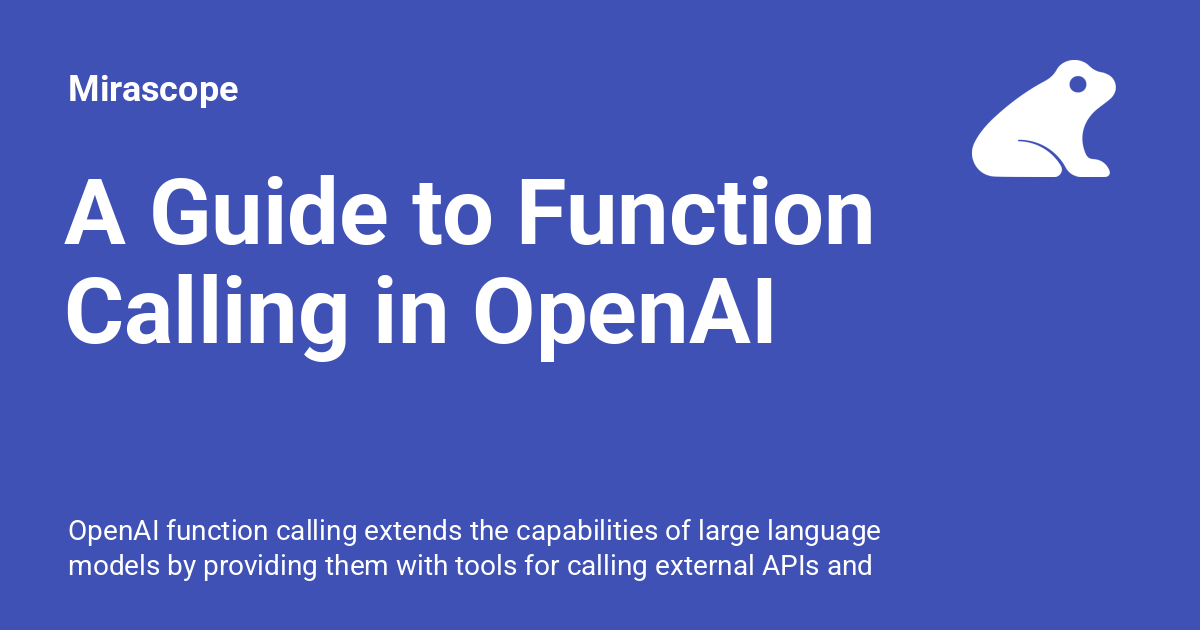 Mirascope
A Guide to Function
Calling in OpenAI
OpenAI function calling extends the capabilities of large language
models by providing them with tools for calling external APIs and